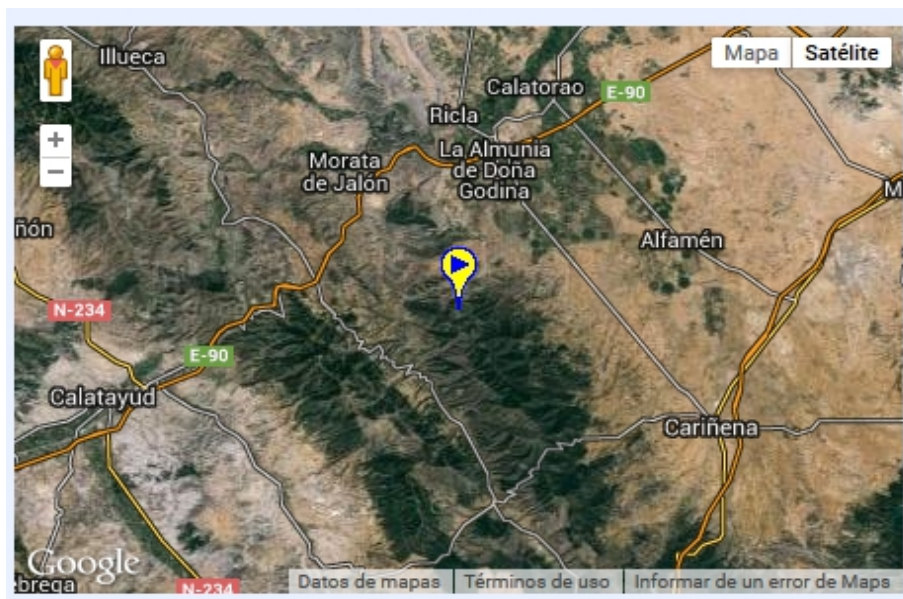 Illueca
Mapa
Satélite
Calatorao
E-90
Ricla
La Almunia
de Doña
Godina
Morata
de Jalón
M
ñón
Alfamén
N-234
E-90
Calatayud
Cariñena
Google
ebrega
N-234
Datos de mapas
Términos de uso
Informar de un error de Maps